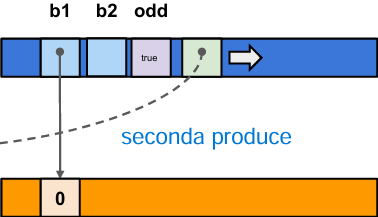 b1 b2 odd
true
seconda produce
0